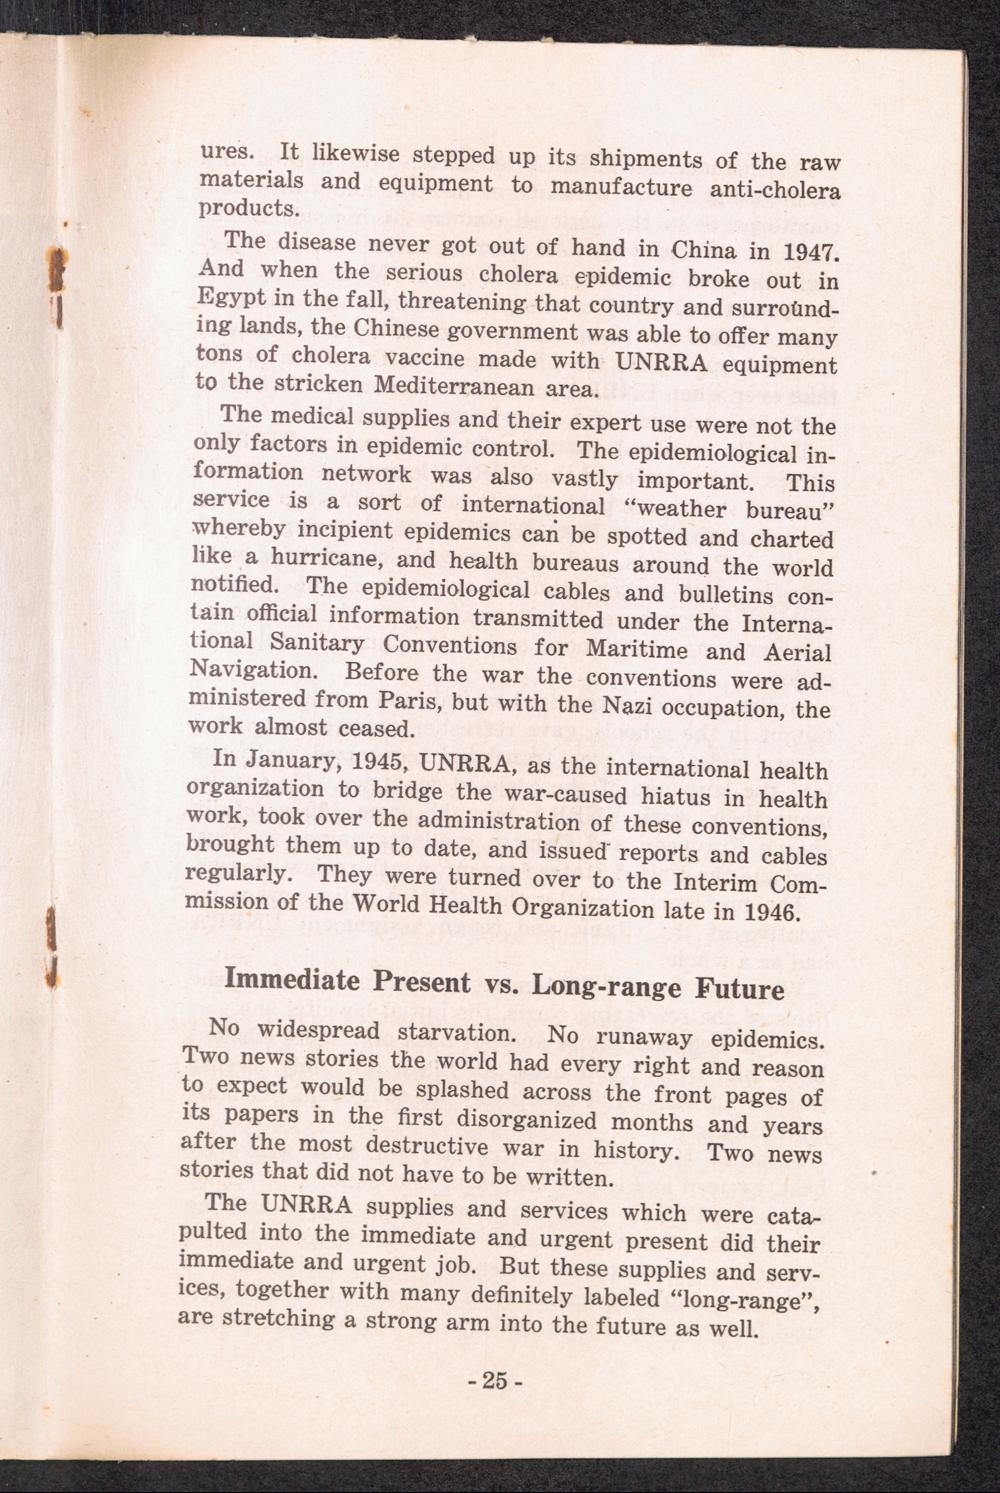 ures. It likewise stepped up its shipments of the raw
materials and equipment to manufacture anti-cholera
products.
The disease never got out of hand in China in 1947.
And when the serious cholera epidemic broke out in
Egypt in the fall, threatening that country and surround-
ing lands, the Chinese government was able to offer many
tons of cholera vaccine made with UNRRA equipment
to the stricken Mediterranean area.
The medical supplies and their expert use were not the
only factors in epidemic control. The epidemiological in-
formation network was also vastly important. This
service is a sort of international “weather bureau”
whereby incipient epidemics can be spotted and charted
like a hurricane, and health bureaus around the world
notified. The epidemiological cables and bulletins con-
tain official information transmitted under the Interna-
tional Sanitary Conventions for Maritime and Aerial
Navigation. Before the war the conventions were ad-
ministered from Paris, but with the Nazi occupation, the
work almost ceased.
In January, 1945, UNRRA, as the international health
organization to bridge the war-caused hiatus in health
work, took over the administration of these conventions,
brought them up to date, and issued reports and cables
regularly. They were turned over to the Interim Com-
mission of the World Health Organization late in 1946.
Immediate Present vs. Long-range Future
No widespread starvation. No runaway epidemics.
Two news stories the world had every right and reason
to expect would be splashed across the front pages of
its papers in the first disorganized months and years
after the most destructive war in history. Two news
stories that did not have to be written.
The UNRRA supplies and services which were cata-
pulted into the immediate and urgent present did their
immediate and urgent job. But these supplies and serv-
ices, together with many definitely labeled “long-range”,
are stretching a strong arm into the future as well.
- 25 -